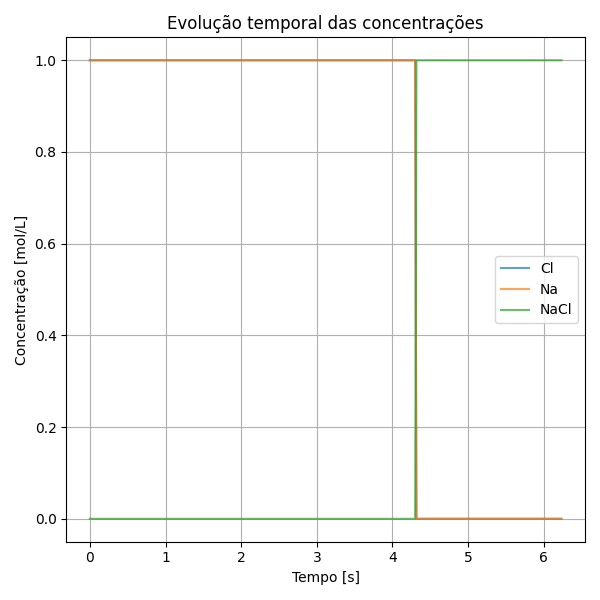 Evolução temporal das concentrações
Concentração [mol/L]
1.0
0.8
0.6
0.4
0.2
0.0
Cl
Na
NaCl
0 1 2 3 4 5 6
Tempo [s]